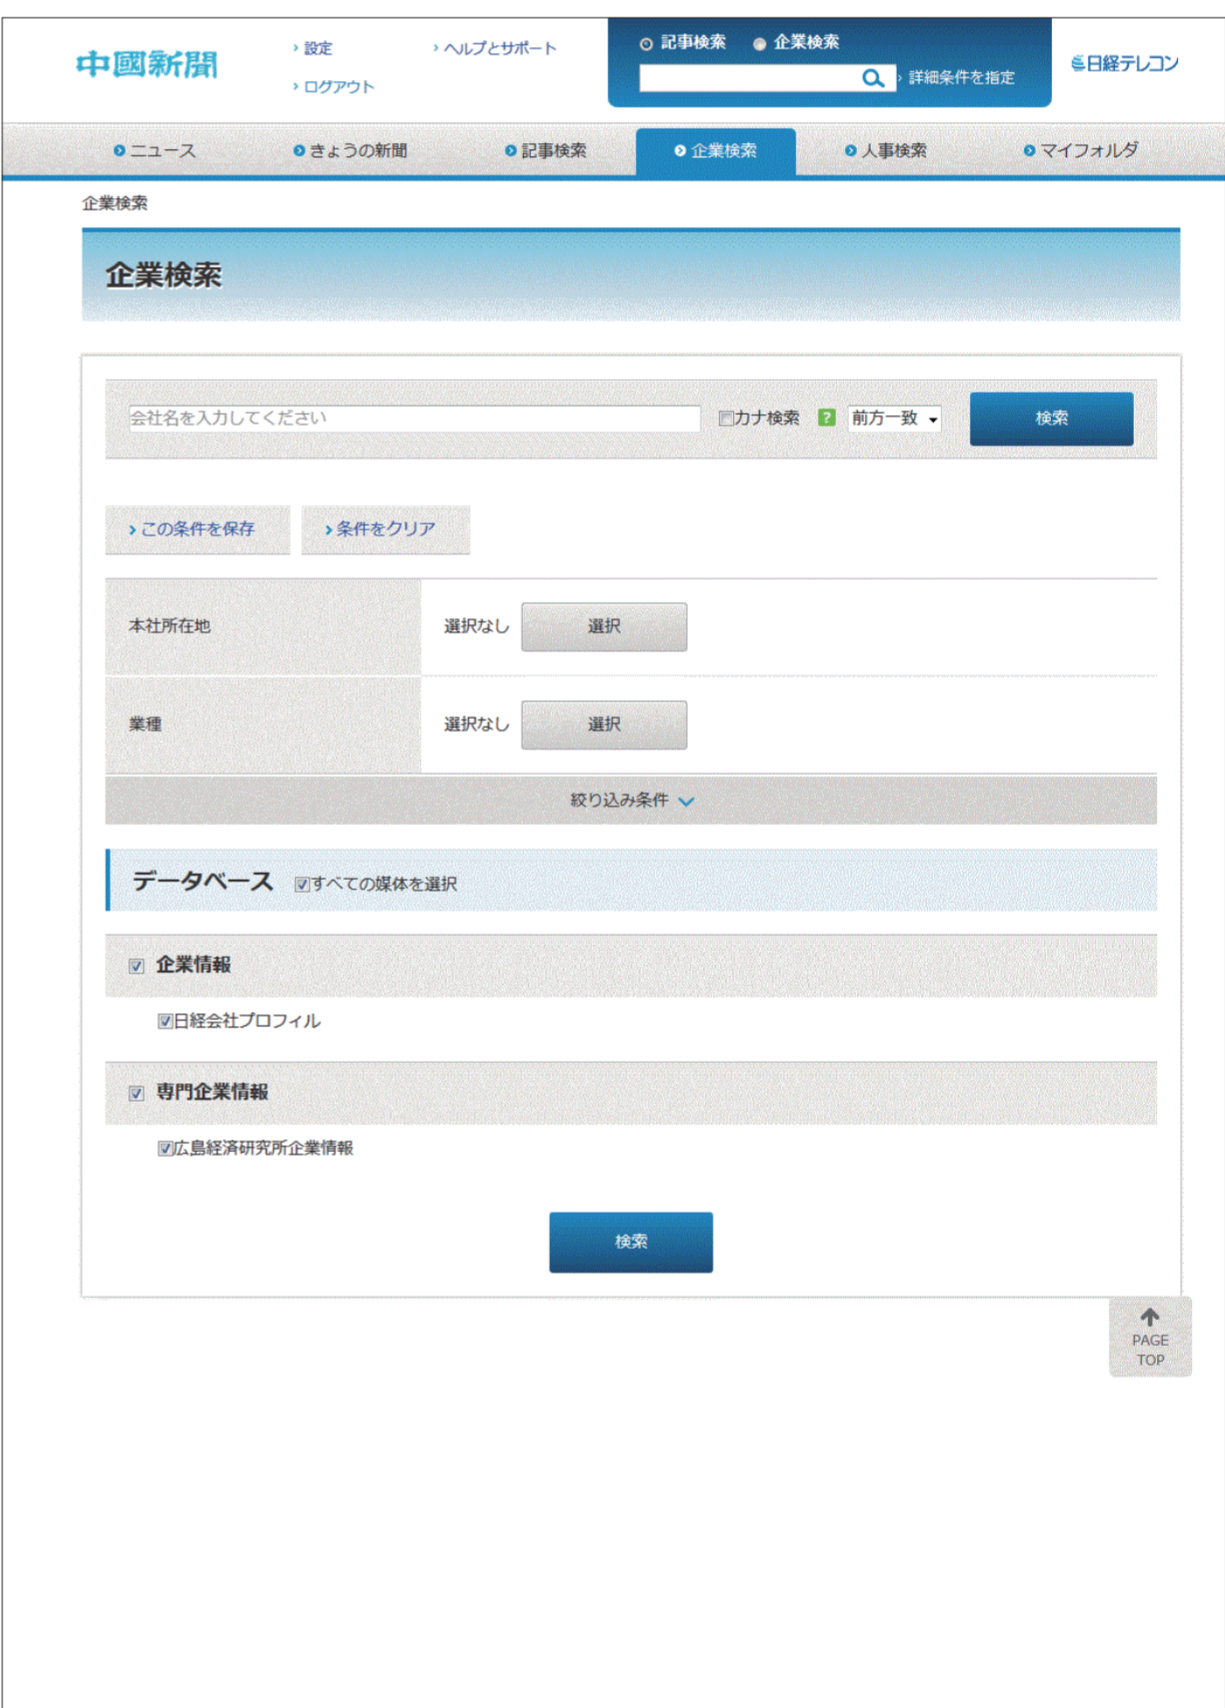 中國新聞
設定
ヘルプとサポート
ログアウト
記事検索 企業検索
詳細条件を指定
日経テレコン
ニュース きょうの新聞 記事検索 企業検索 人事検索 マイフォルダ
企業検索
企業検索
会社名を入力してください カナ検索 ? 前方一致 検索
この条件を保存 条件をクリア
本社所在地 選択なし 選択
業種 選択なし 選択
絞り込み条件
データベース すべての媒体を選択
企業情報
日経会社プロフィル
専門企業情報
広島経済研究所企業情報
検索
PAGE
TOP